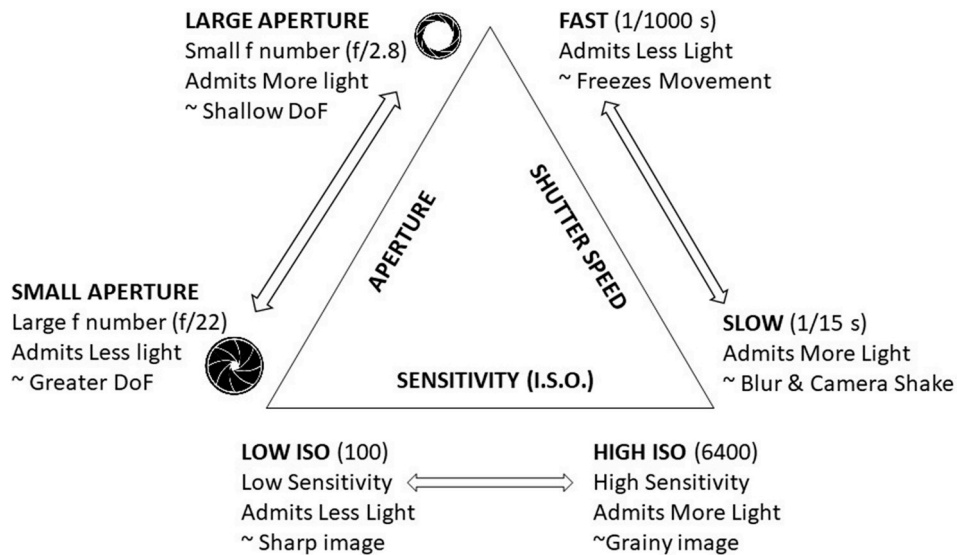 LARGE APERTURE
Small f number (f/2.8)
Admits More light
~ Shallow DoF
FAST (1/1000 s)
Admits Less Light
~ Freezes Movement
APERTURE
SHUTTER SPEED
SMALL APERTURE
Large f number (f/22)
Admits Less light
~ Greater DoF
SLOW (1/15 s)
Admits More Light
~ Blur & Camera Shake
SENSITIVITY (I.S.O.)
LOW ISO (100)
Low Sensitivity
Admits Less Light
~ Sharp image
HIGH ISO (6400)
High Sensitivity
Admits More Light
~Grainy image